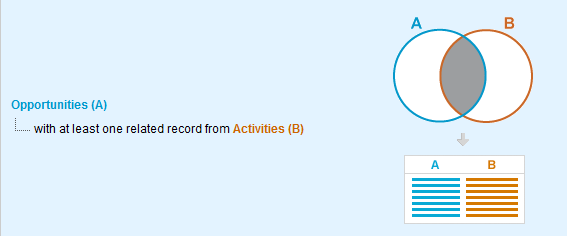 A B
Opportunities (A)
with at least one related record from Activities (B)
A B